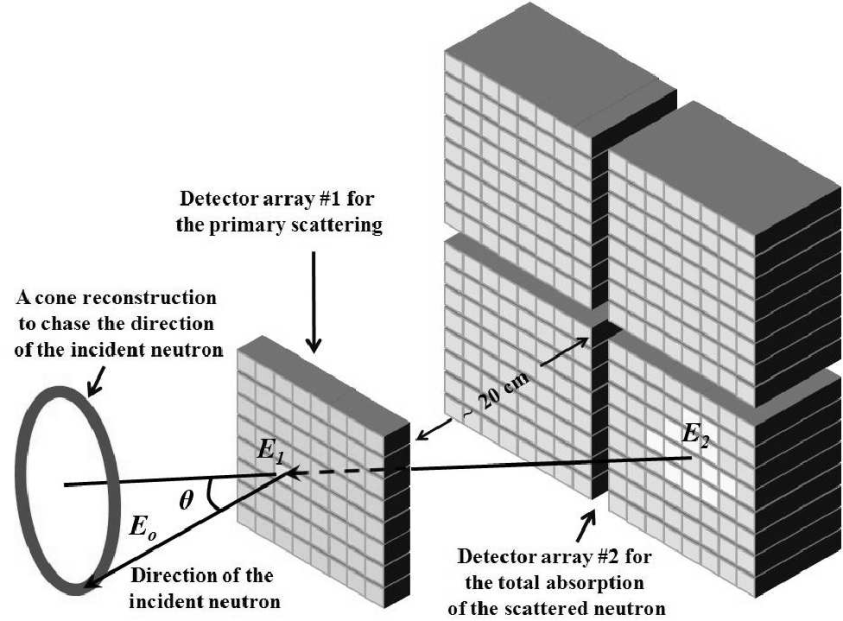 Detector array #1 for
the primary scattering
A cone reconstruction
to chase the direction
of the incident neutron
~ 20 cm
E1
E2
θ
Eo
Direction of the
incident neutron
Detector array #2 for
the total absorption
of the scattered neutron